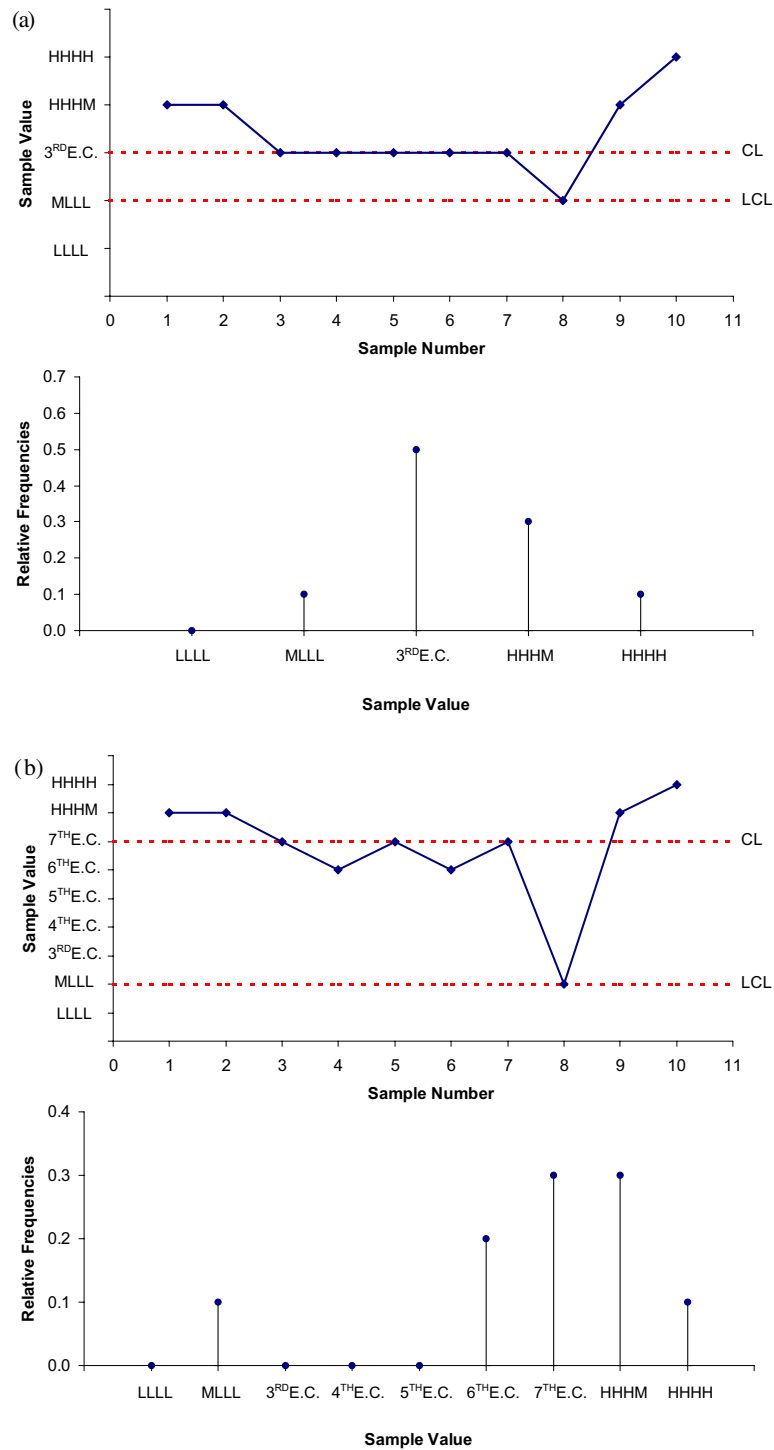 (a)
HHHH
HHHM
3RDE.C.
MLLL
LLLL
Sample Value
CL
LCL
0 1 2 3 4 5 6 7 8 9 10 11
Sample Number
0.7
0.6
0.5
0.4
0.3
0.2
0.1
0.0
Relative Frequencies
LLLL MLLL 3RDE.C. HHHM HHHH
Sample Value
(b)
HHHH
HHHM
7THE.C.
6THE.C.
5THE.C.
4THE.C.
3RDE.C.
MLLL
LLLL
Sample Value
CL
LCL
0 1 2 3 4 5 6 7 8 9 10 11
Sample Number
0.4
0.3
0.2
0.1
0.0
Relative Frequencies
LLLL MLLL 3RDE.C. 4THE.C. 5THE.C. 6THE.C. 7THE.C. HHHM HHHH
Sample Value